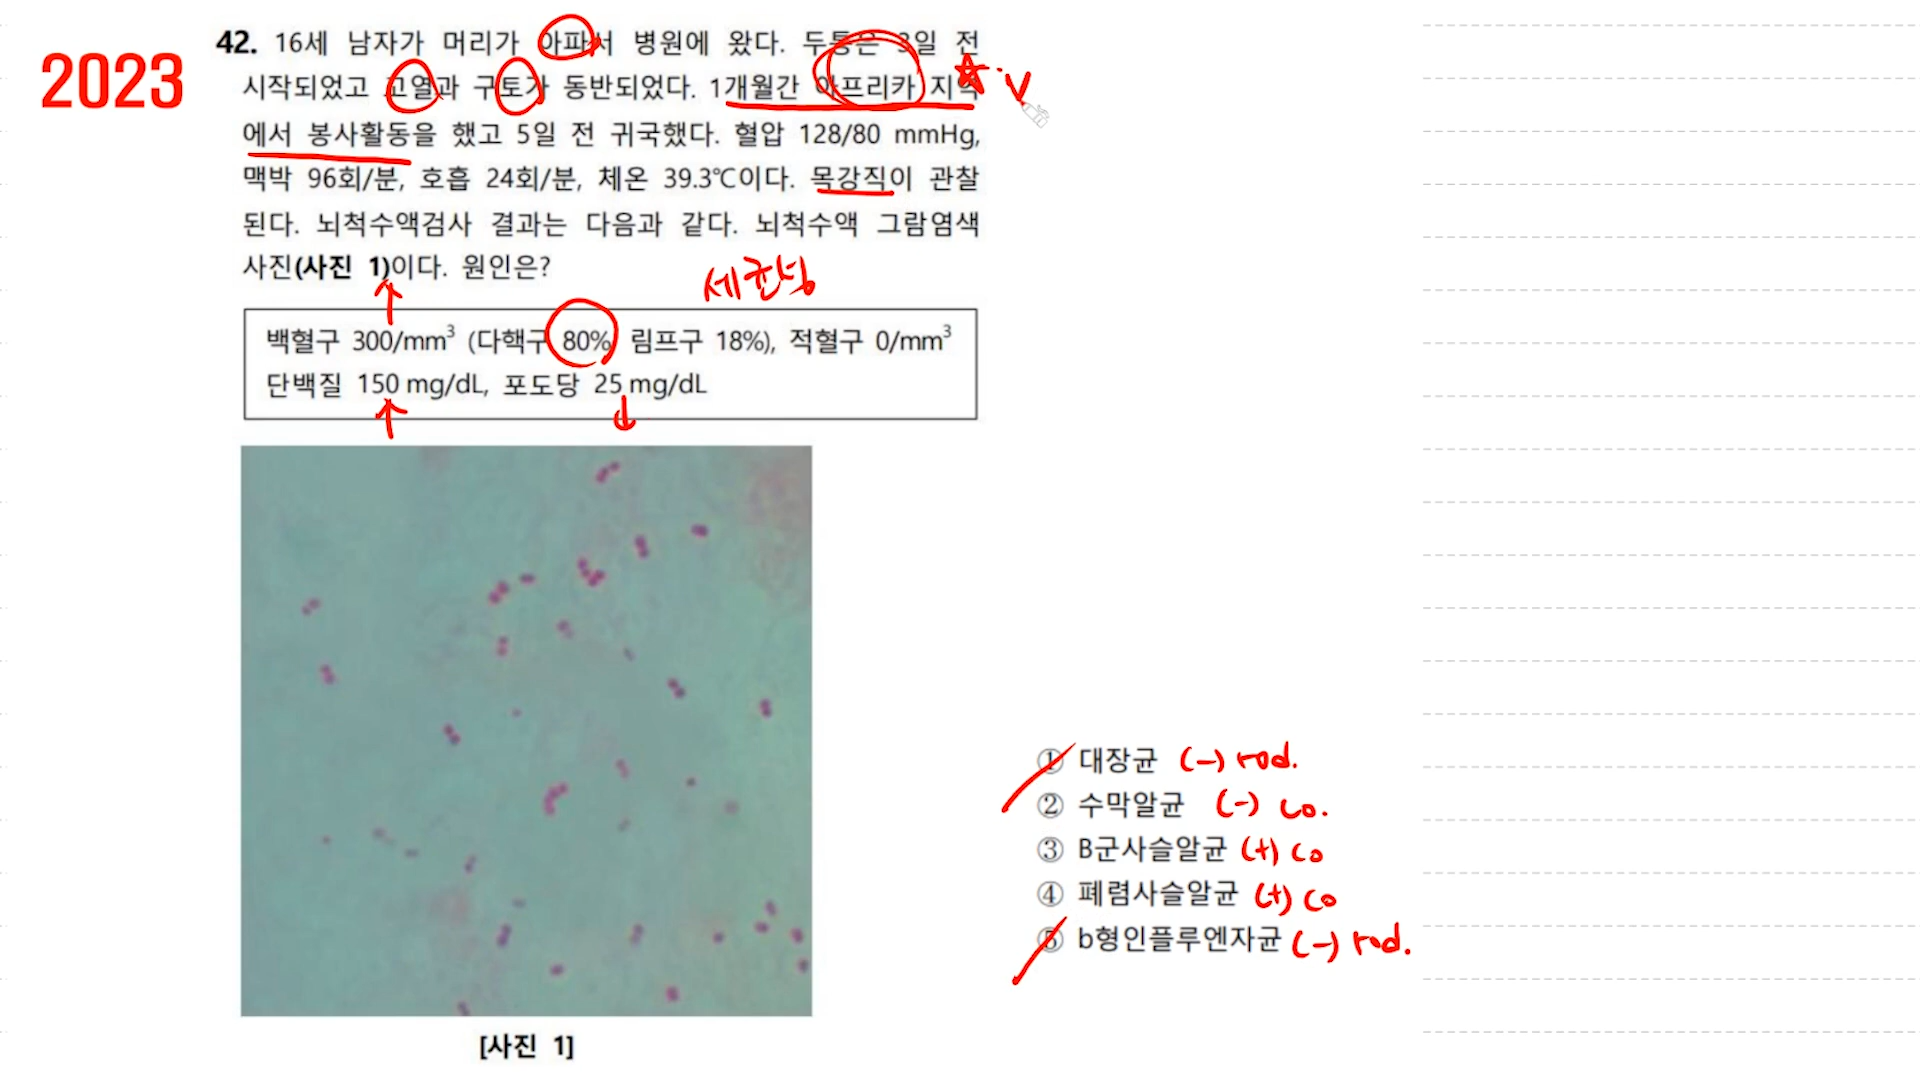 2023
42. 16세 남자가 머리가 아파서 병원에 왔다. 두통은 3일 전
시작되었고 고열과 구토가 동반되었다. 1개월간 아프리카 지역
에서 봉사활동을 했고 5일 전 귀국했다. 혈압 128/80 mmHg,
맥박 96회/분, 호흡 24회/분, 체온 39.3℃이다. 목강직이 관찰
된다. 뇌척수액검사 결과는 다음과 같다. 뇌척수액 그람염색
사진(사진 1)이다. 원인은?
세균성
백혈구 300/mm³ (다핵구 80%, 림프구 18%), 적혈구 0/mm³
단백질 150 mg/dL, 포도당 25 mg/dL
① 대장균 (-) rod.
② 수막알균 (-) co.
③ B군사슬알균 (+) co
④ 폐렴사슬알균 (+) co
⑤ b형인플루엔자균 (-) rod.
[사진 1]